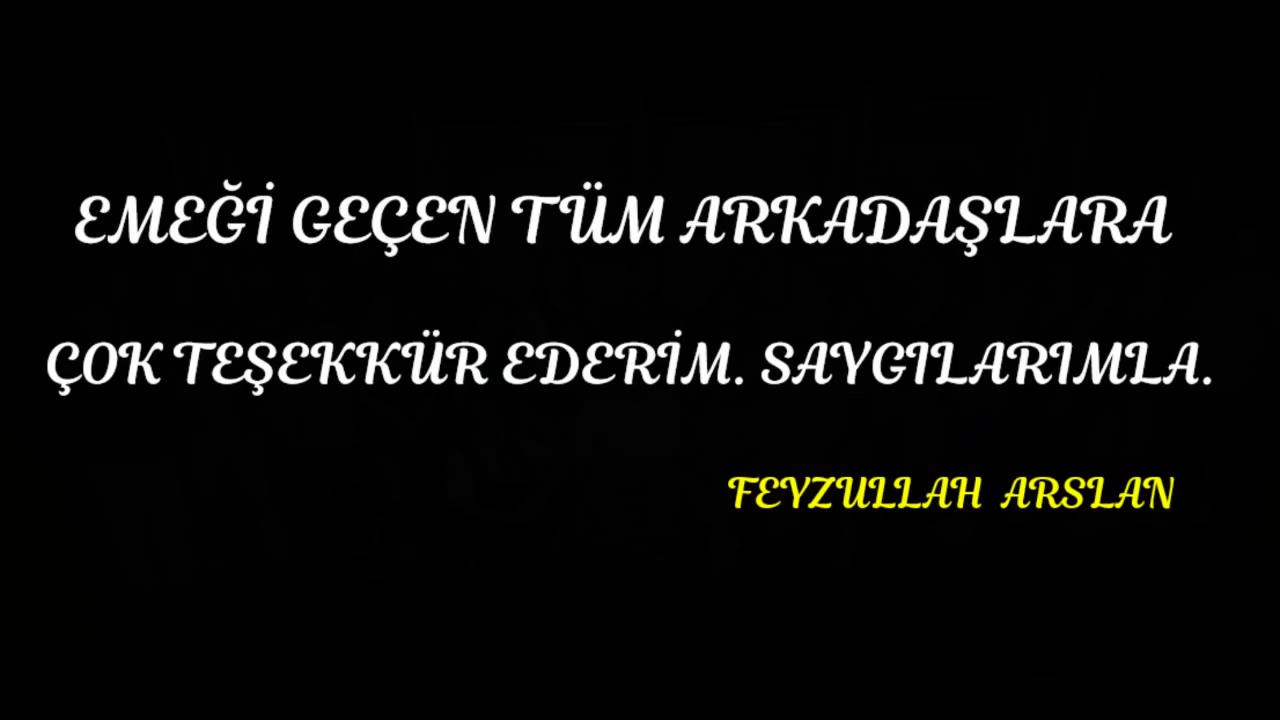 EMEĞİ GEÇEN TÜM ARKADAŞLARA
ÇOK TEŞEKKÜR EDERİM. SAYGILARIMLA.
FEYZULLAH ARSLAN